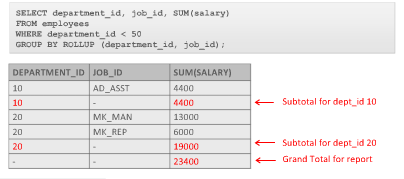 SELECT department_id, job_id, SUM(salary)
FROM employees
WHERE department_id < 50
GROUP BY ROLLUP (department_id, job_id);
DEPARTMENT_ID JOB_ID SUM(SALARY)
10 AD_ASST 4400
10 - 4400 Subtotal for dept_id 10
20 MK_MAN 13000
20 MK_REP 6000
20 - 19000 Subtotal for dept_id 20
- - 23400 Grand Total for report